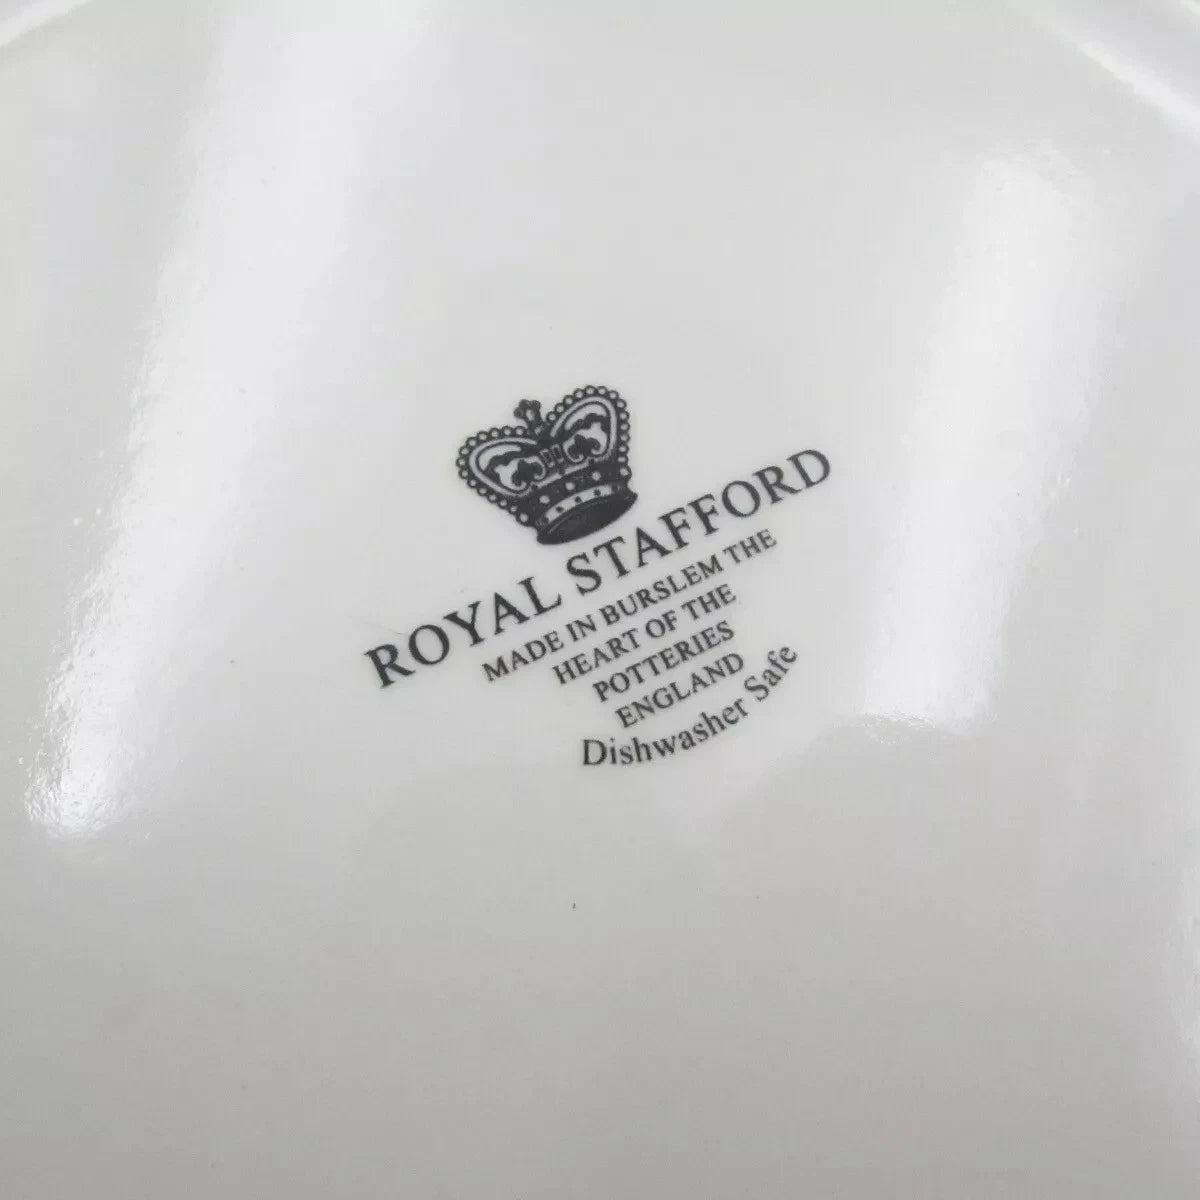 ROYAL STAFFORD
MADE IN BURSLEM THE
HEART OF THE
POTTERIES
ENGLAND
Dishwasher Safe